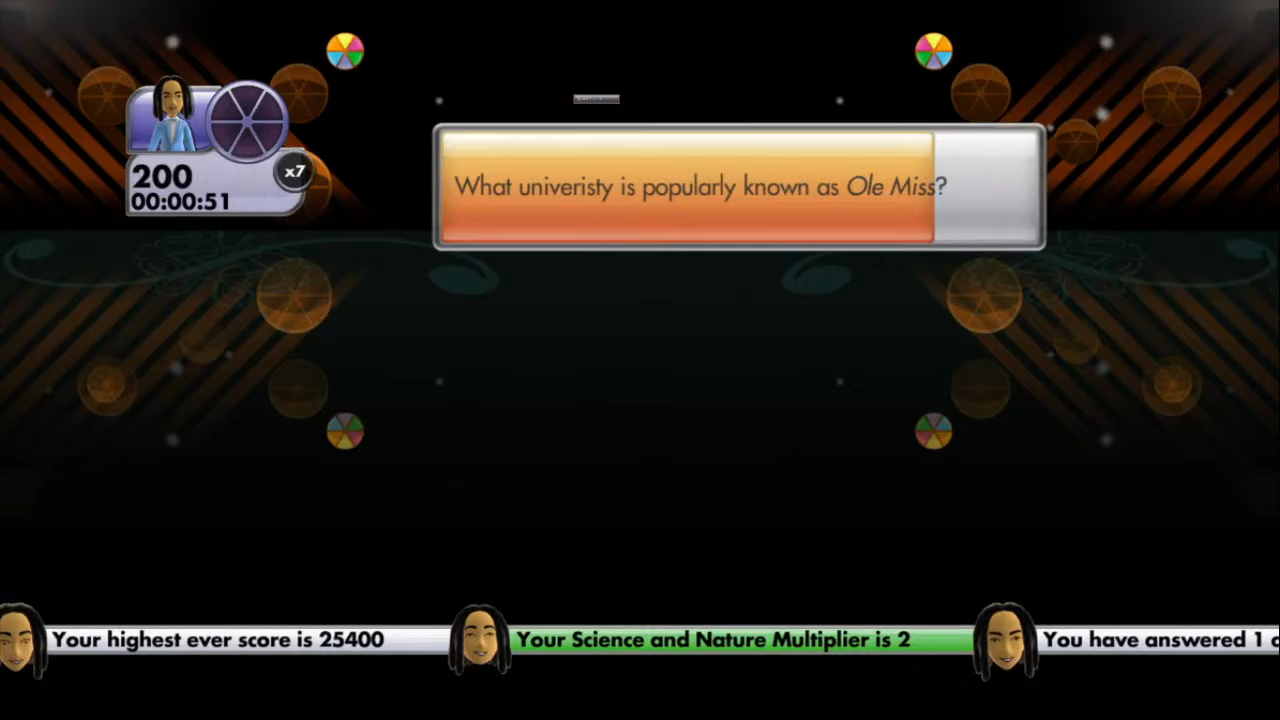 200
x7
00:00:51
What univeristy is popularly known as Ole Miss?
Your highest ever score is 25400
Your Science and Nature Multiplier is 2
You have answered 1